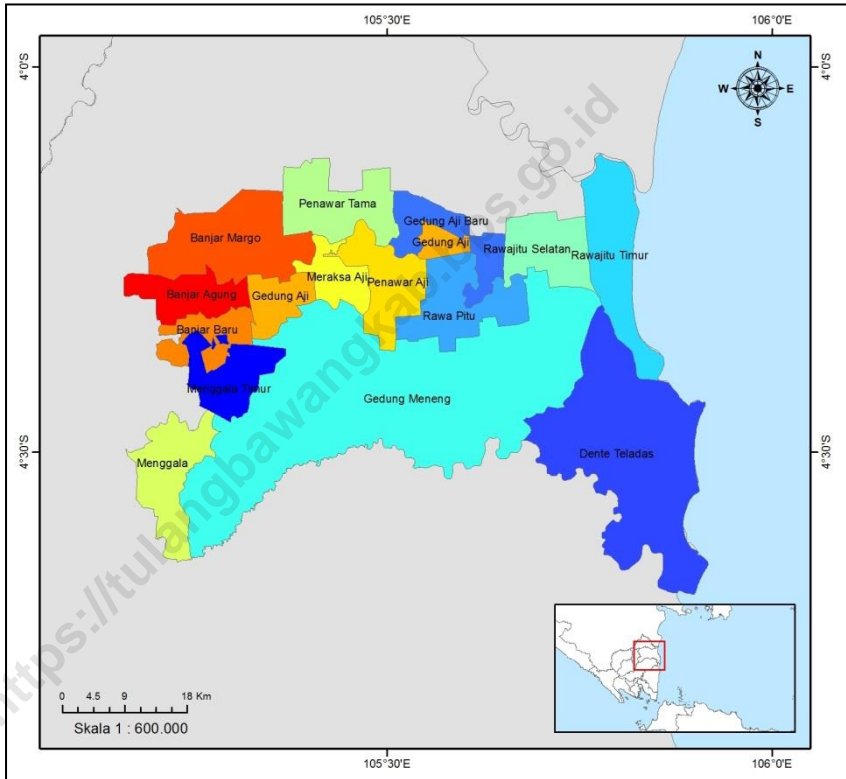 105°30'E
106°0'E
4°0'S
4°0'S
N
W
E
S
Penawar Tama
Gedung Aji Baru
Banjar Margo
Gedung Aji
Rawajitu Selatan
Rawajitu Timur
Meraksa Aji
Penawar Aji
Banjar Agung
Gedung Aji
Rawa Pitu
Banjar Baru
Menggala Timur
Gedung Meneng
4°30'S
4°30'S
Menggala
Dente Teladas
0 4.5 9 18 Km
Skala 1 : 600.000
105°30'E
106°0'E
https://tulangbawangkab.bps.go.id